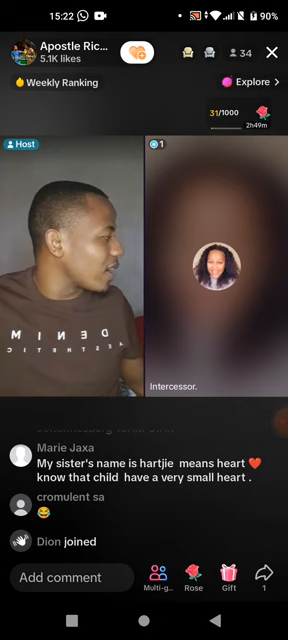 15:22
90%
Apostle Ric...
5.1K likes
34
Weekly Ranking
Explore >
31/1000
2h49m
Host
1
DENIM
AESTHETIC
Intercessor.
Marie Jaxa
My sister's name is hartjie means heart ❤️
know that child have a very small heart .
cromulent sa
😂
Dion joined
Add comment
Multi-g...
Rose
Gift
1